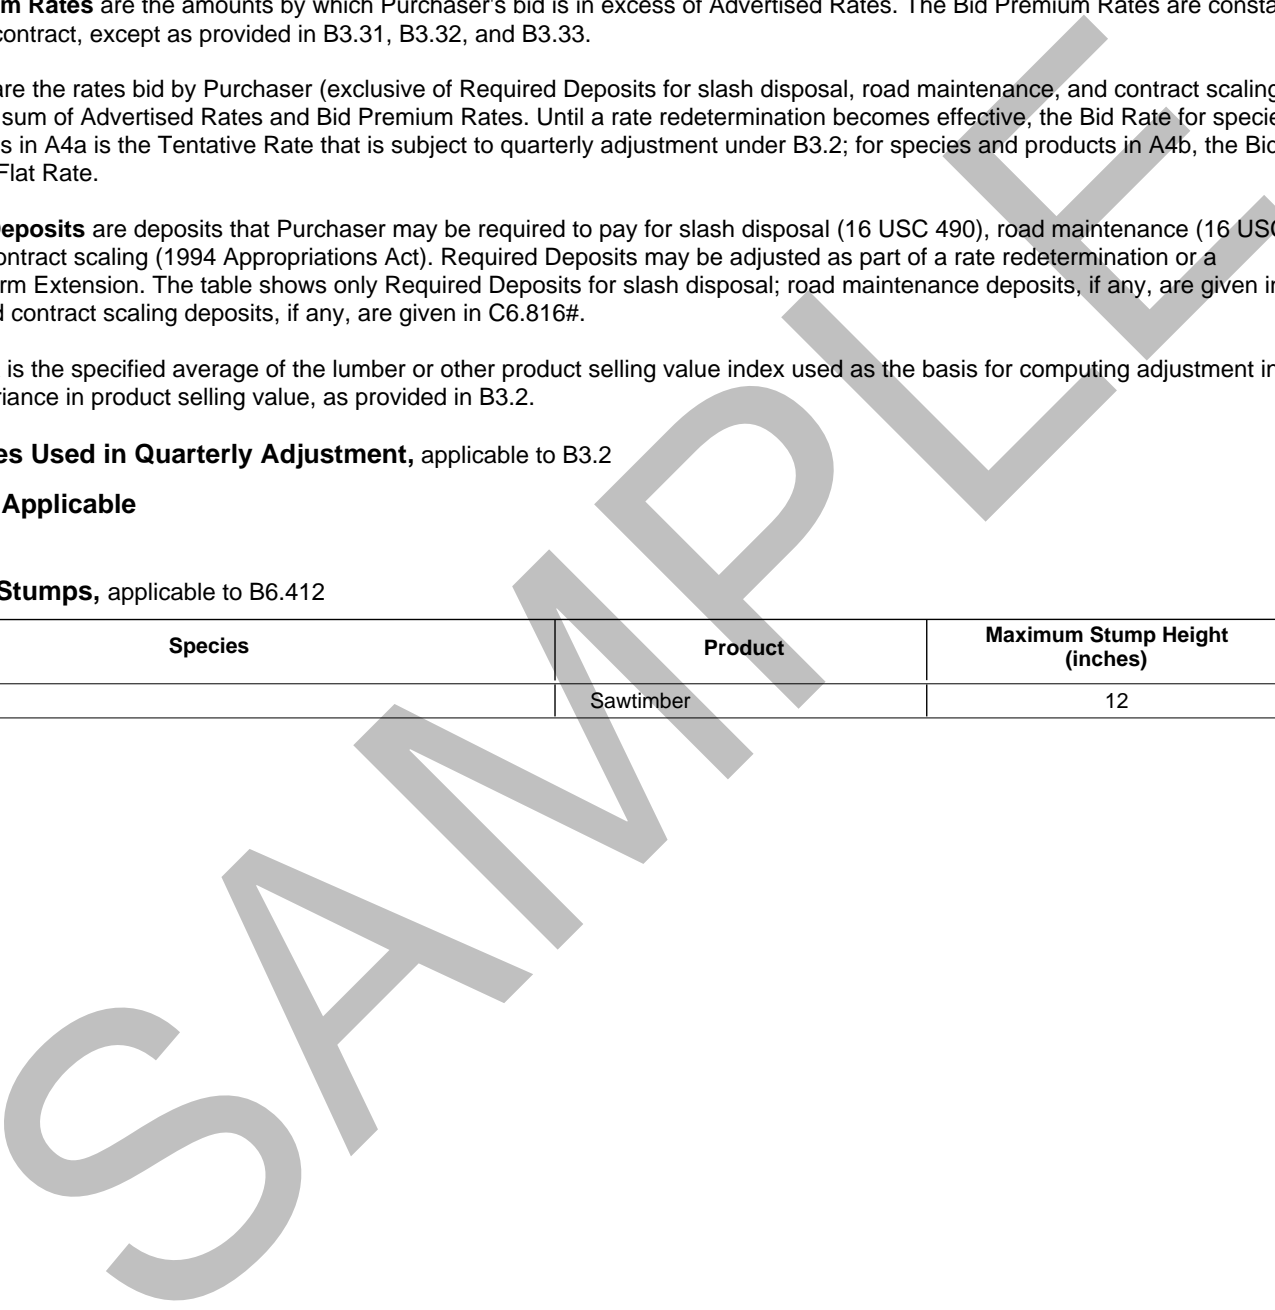 m Rates are the amounts by which Purchaser's bid is in excess of Advertised Rates. The Bid Premium Rates are consta
contract, except as provided in B3.31, B3.32, and B3.33.
are the rates bid by Purchaser (exclusive of Required Deposits for slash disposal, road maintenance, and contract scaling
sum of Advertised Rates and Bid Premium Rates. Until a rate redetermination becomes effective, the Bid Rate for specie
s in A4a is the Tentative Rate that is subject to quarterly adjustment under B3.2; for species and products in A4b, the Bid
Flat Rate.
eposits are deposits that Purchaser may be required to pay for slash disposal (16 USC 490), road maintenance (16 USC
ontract scaling (1994 Appropriations Act). Required Deposits may be adjusted as part of a rate redetermination or a
rm Extension. The table shows only Required Deposits for slash disposal; road maintenance deposits, if any, are given in
d contract scaling deposits, if any, are given in C6.816#.
is the specified average of the lumber or other product selling value index used as the basis for computing adjustment in
riance in product selling value, as provided in B3.2.
es Used in Quarterly Adjustment, applicable to B3.2
Applicable
Stumps, applicable to B6.412
Species Product Maximum Stump Height
(inches)
Sawtimber 12
SAMPLE